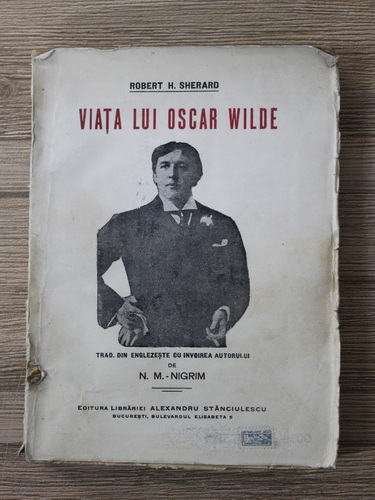 ROBERT H. SHERARD
VIAȚA LUI OSCAR WILDE
TRAD. DIN ENGLEZEȘTE CU INVOIREA AUTORULUI
DE
N. M.-NIGRIM
EDITURA LIBRĂRIEI ALEXANDRU STĂNCIULESCU
BUCUREȘTI, BULEVARDUL ELISABETA 5